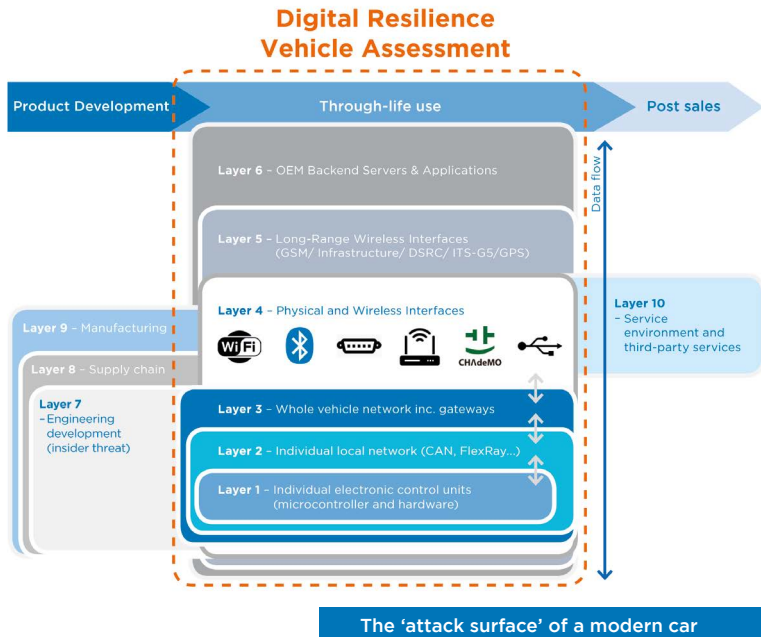 Digital Resilience
Vehicle Assessment
Product Development
Through-life use
Post sales
Layer 6 – OEM Backend Servers & Applications
Data flow
Layer 5 – Long-Range Wireless Interfaces
(GSM/ Infrastructure/ DSRC/ ITS-G5/GPS)
Layer 4 – Physical and Wireless Interfaces
Wi Fi
CHAdeMO
Layer 10
– Service
environment and
third-party services
Layer 9 – Manufacturing
Layer 8 – Supply chain
Layer 7
– Engineering
development
(insider threat)
Layer 3 – Whole vehicle network inc. gateways
Layer 2 – Individual local network (CAN, FlexRay...)
Layer 1 – Individual electronic control units
(microcontroller and hardware)
The ‘attack surface’ of a modern car